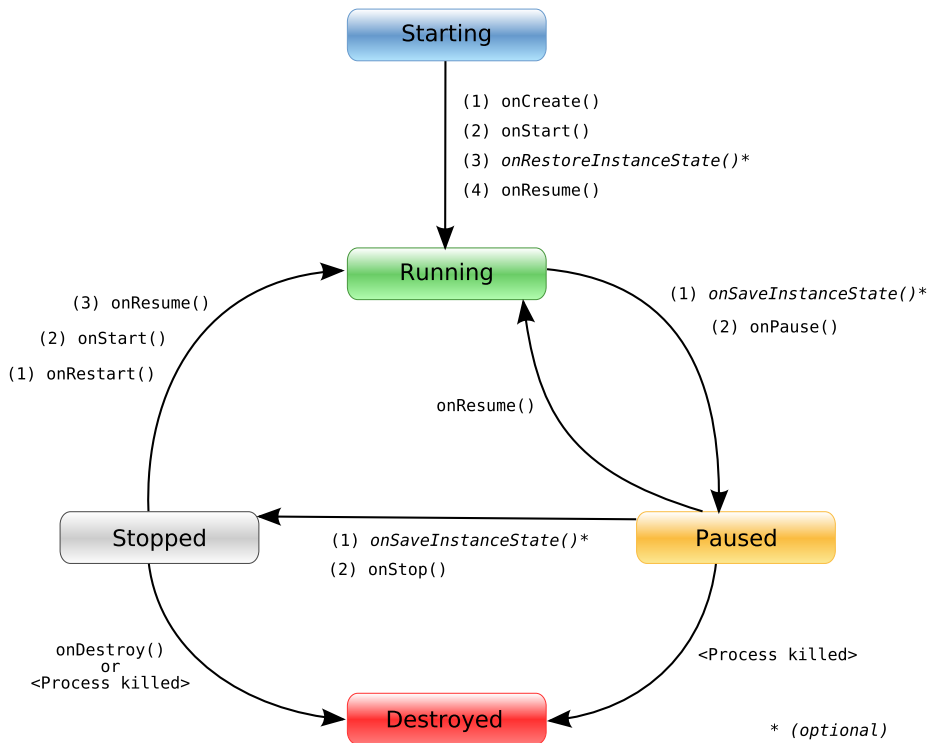 Starting
(1) onCreate()
(2) onStart()
(3) onRestoreInstanceState()*
(4) onResume()
Running
(3) onResume()
(2) onStart()
(1) onRestart()
(1) onSaveInstanceState()*
(2) onPause()
onResume()
Stopped
Paused
(1) onSaveInstanceState()*
(2) onStop()
onDestroy()
or
<Process killed>
<Process killed>
Destroyed
* (optional)